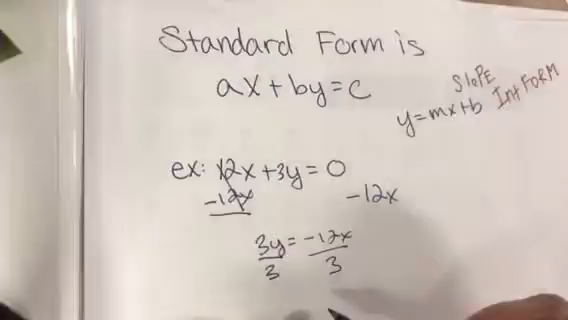 Standard Form is
ax+by=c
SLOPE
Int FORM
y=mx+b
ex: 12x+3y=0
-12x -12x
3y = -12x
3 3